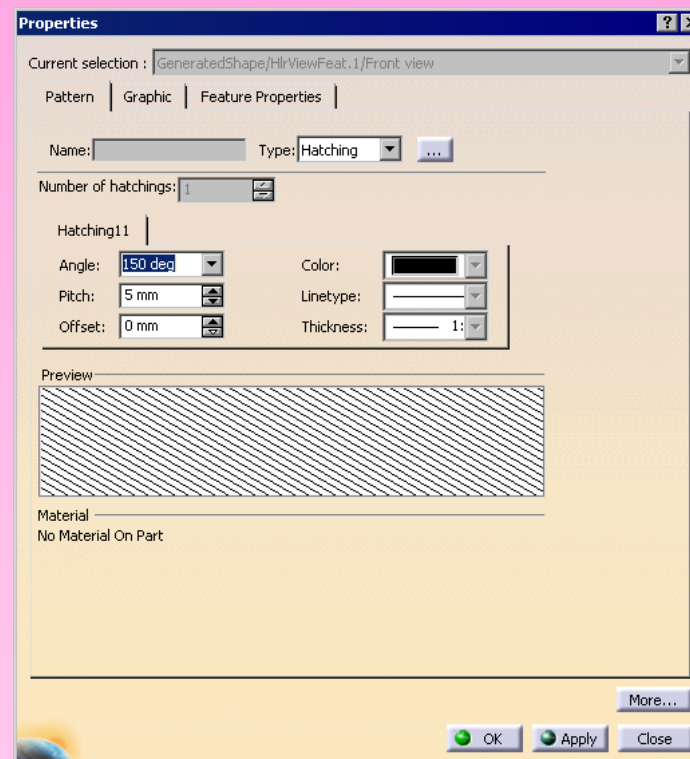 Properties
Current selection : GeneratedShape/HlrViewFeat.1/Front view
Pattern Graphic Feature Properties
Name: Type: Hatching ...
Number of hatchings: 1
Hatching11
Angle: 150 deg Color:
Pitch: 5 mm Linetype:
Offset: 0 mm Thickness: 1:
Preview
Material
No Material On Part
More...
OK Apply Close